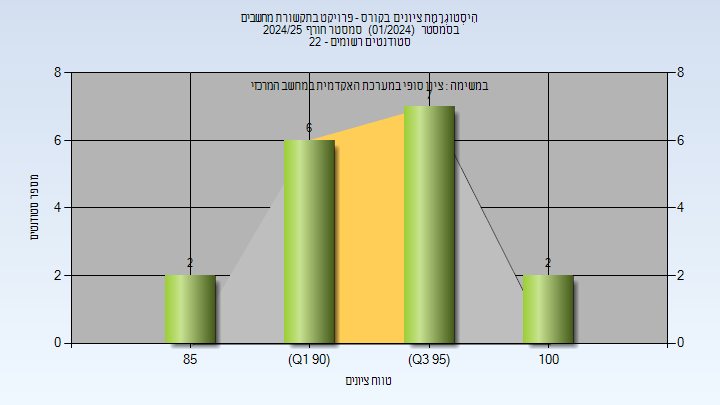 היסטוגרמת ציונים בקורס - פרויקט בתקשורת מחשבים
בסמסטר (01/2024) סמסטר חורף 2024/25
סטודנטים רשומים - 22
במשימה : ציון סופי במערכת האקדמית במחשב המרכזי
מספר סטודנטים
8 8
6 6
4 4
2 2
0 0
2 6 7 2
85 (Q1 90) (Q3 95) 100
טווח ציונים